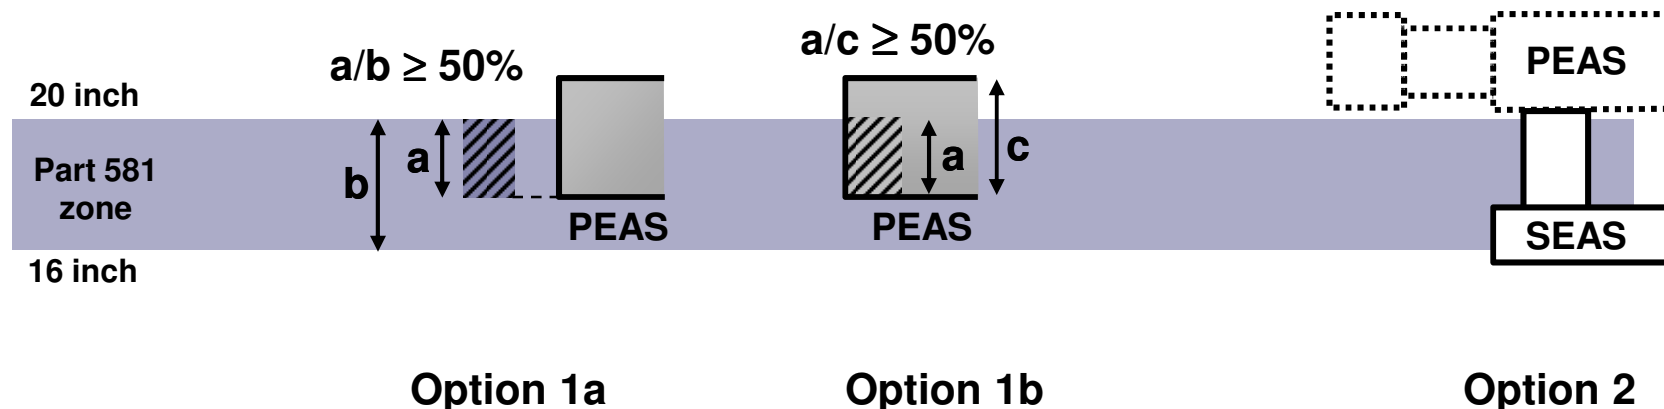 a/b ≥ 50%
a/c ≥ 50%
PEAS
20 inch
Part 581
zone
b
a
a
c
PEAS
PEAS
SEAS
16 inch
Option 1a
Option 1b
Option 2